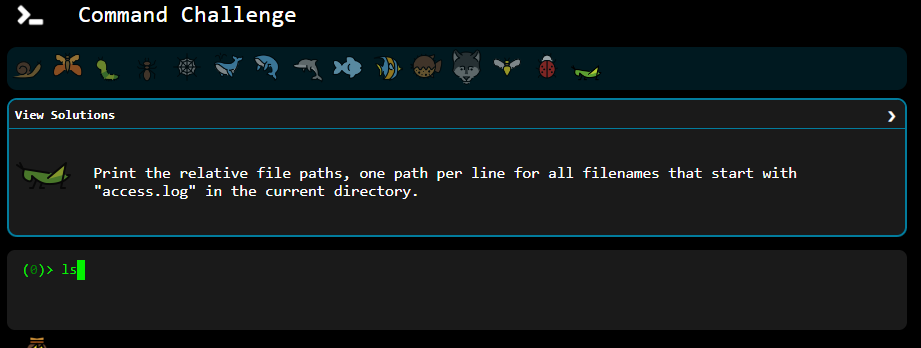 Command Challenge
View Solutions
Print the relative file paths, one path per line for all filenames that start with
"access.log" in the current directory.
(0)> ls